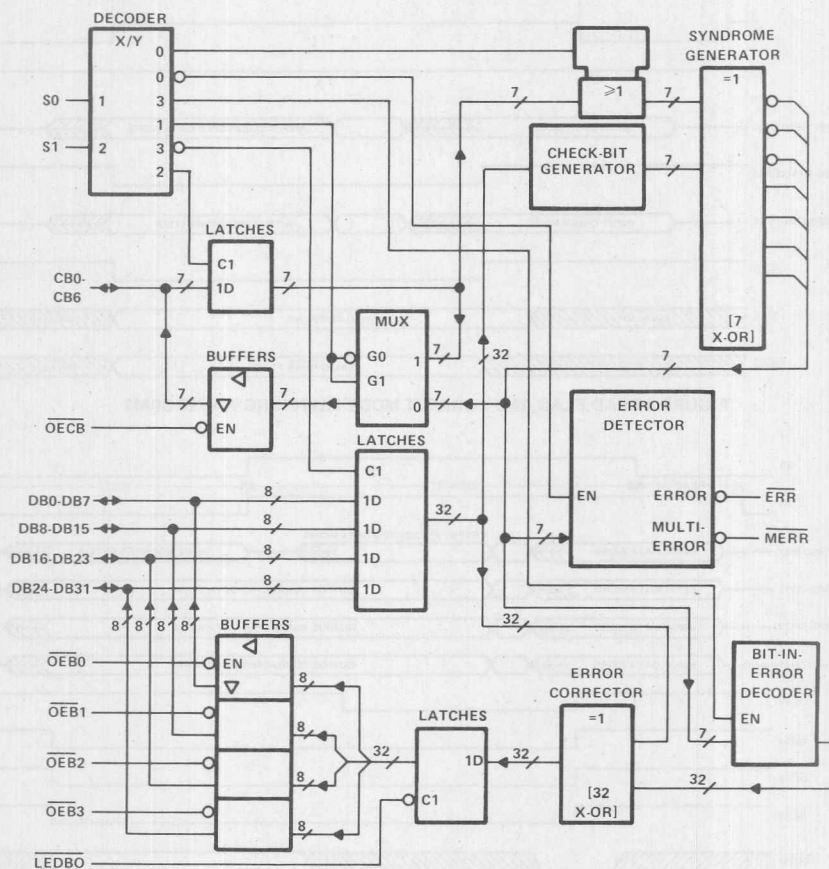 DECODER
X/Y
0
0
3
1
3
2
S0
1
S1
2
SYNDROME
GENERATOR
=1
7
≥1
7
CHECK-BIT
GENERATOR
7
LATCHES
C1
1D
CB0-
CB6
7
7
MUX
G0
G1
1
0
7
7
32
[7
X-OR]
7
BUFFERS
7
EN
7
OECB
ERROR
DETECTOR
EN
ERROR
ERR
MULTI-
ERROR
MERR
7
LATCHES
C1
1D
1D
1D
1D
32
DB0-DB7
8
DB8-DB15
8
DB16-DB23
8
DB24-DB31
8
8
8
8
8
BUFFERS
OEB0
EN
8
OEB1
8
OEB2
8
OEB3
8
LEDBO
32
LATCHES
1D
C1
32
32
ERROR
CORRECTOR
=1
[32
X-OR]
BIT-IN-
ERROR
DECODER
EN
7
32